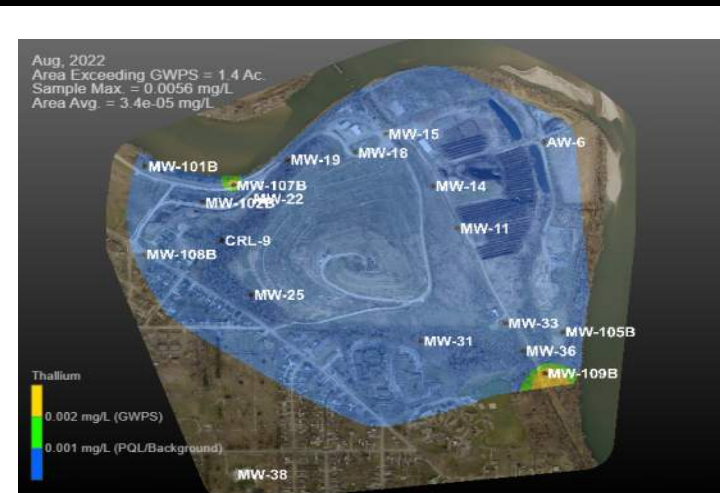 Aug, 2022
Area Exceeding GWPS = 1.4 Ac.
Sample Max. = 0.0056 mg/L
Area Avg. = 3.4e-05 mg/L
MW-15
AW-6
MW-18
MW-19
MW-101B
MW-107B
MW-14
MW-22
MW-102B
MW-11
CRL-9
MW-108B
MW-25
MW-33
MW-105B
MW-31
MW-36
MW-109B
Thallium
0.002 mg/L (GWPS)
0.001 mg/L (PQL/Background)
MW-38